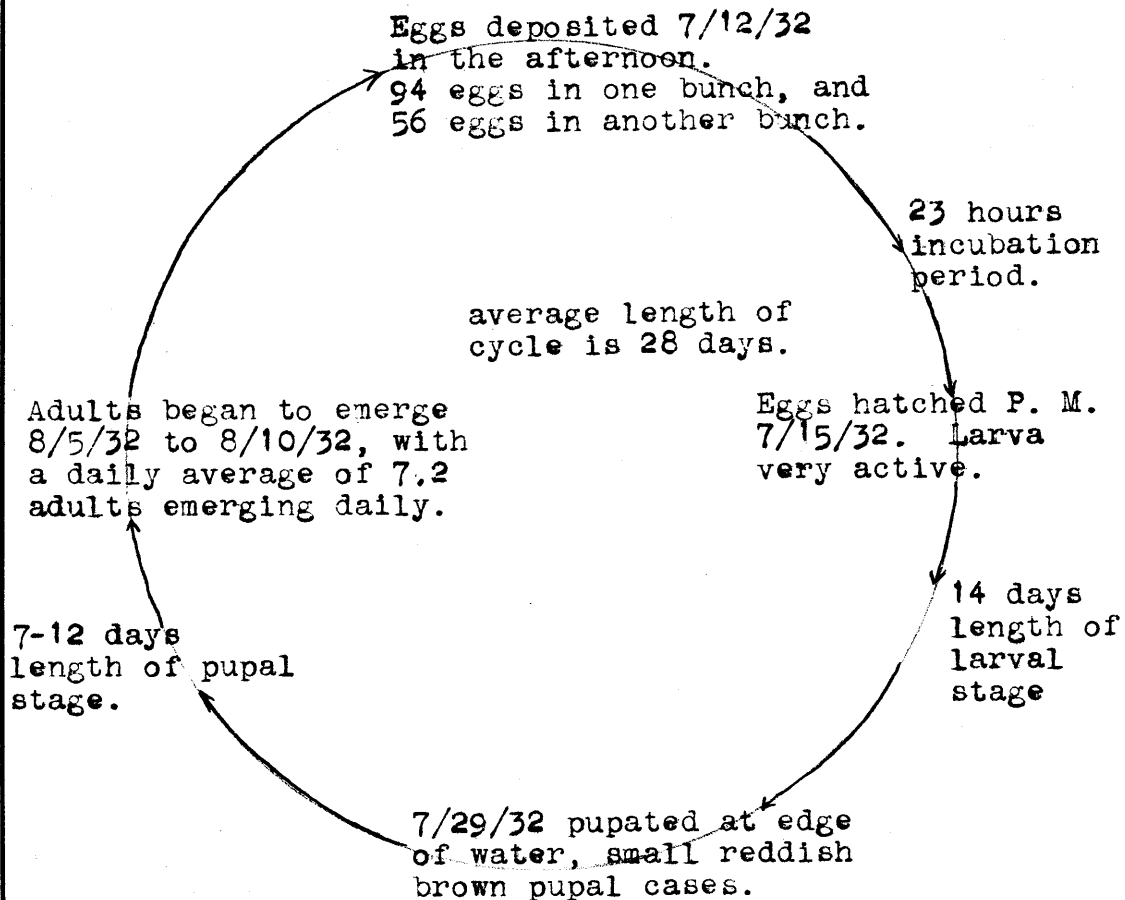 Eggs deposited 7/12/32
in the afternoon.
94 eggs in one bunch, and
56 eggs in another bunch.
23 hours
incubation
period.
average length of
cycle is 28 days.
Eggs hatched P. M.
7/15/32. Larva
very active.
Adults began to emerge
8/5/32 to 8/10/32, with
a daily average of 7.2
adults emerging daily.
14 days
length of
larval
stage
7-12 days
length of pupal
stage.
7/29/32 pupated at edge
of water, small reddish
brown pupal cases.